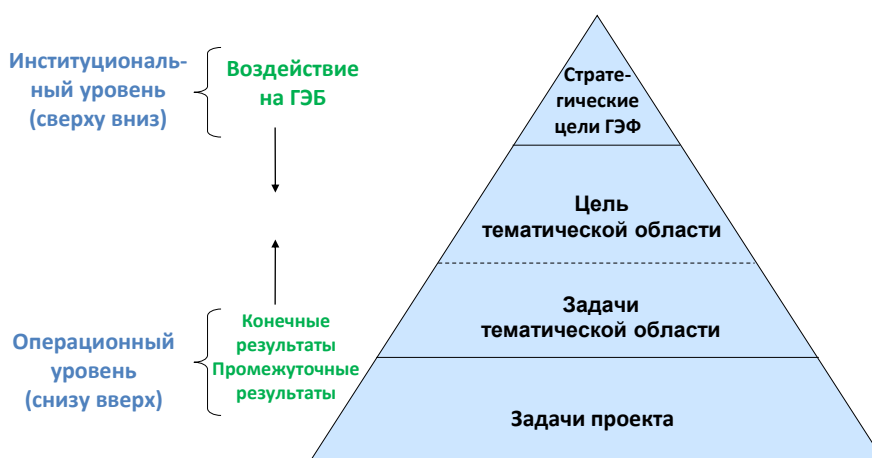 Институциональ-
ный уровень
(сверху вниз)
Воздействие
на ГЭБ
Страте-
гические
цели ГЭФ
Цель
тематической области
Задачи
тематической области
Операционный
уровень
(снизу вверх)
Конечные
результаты
Промежуточные
результаты
Задачи проекта